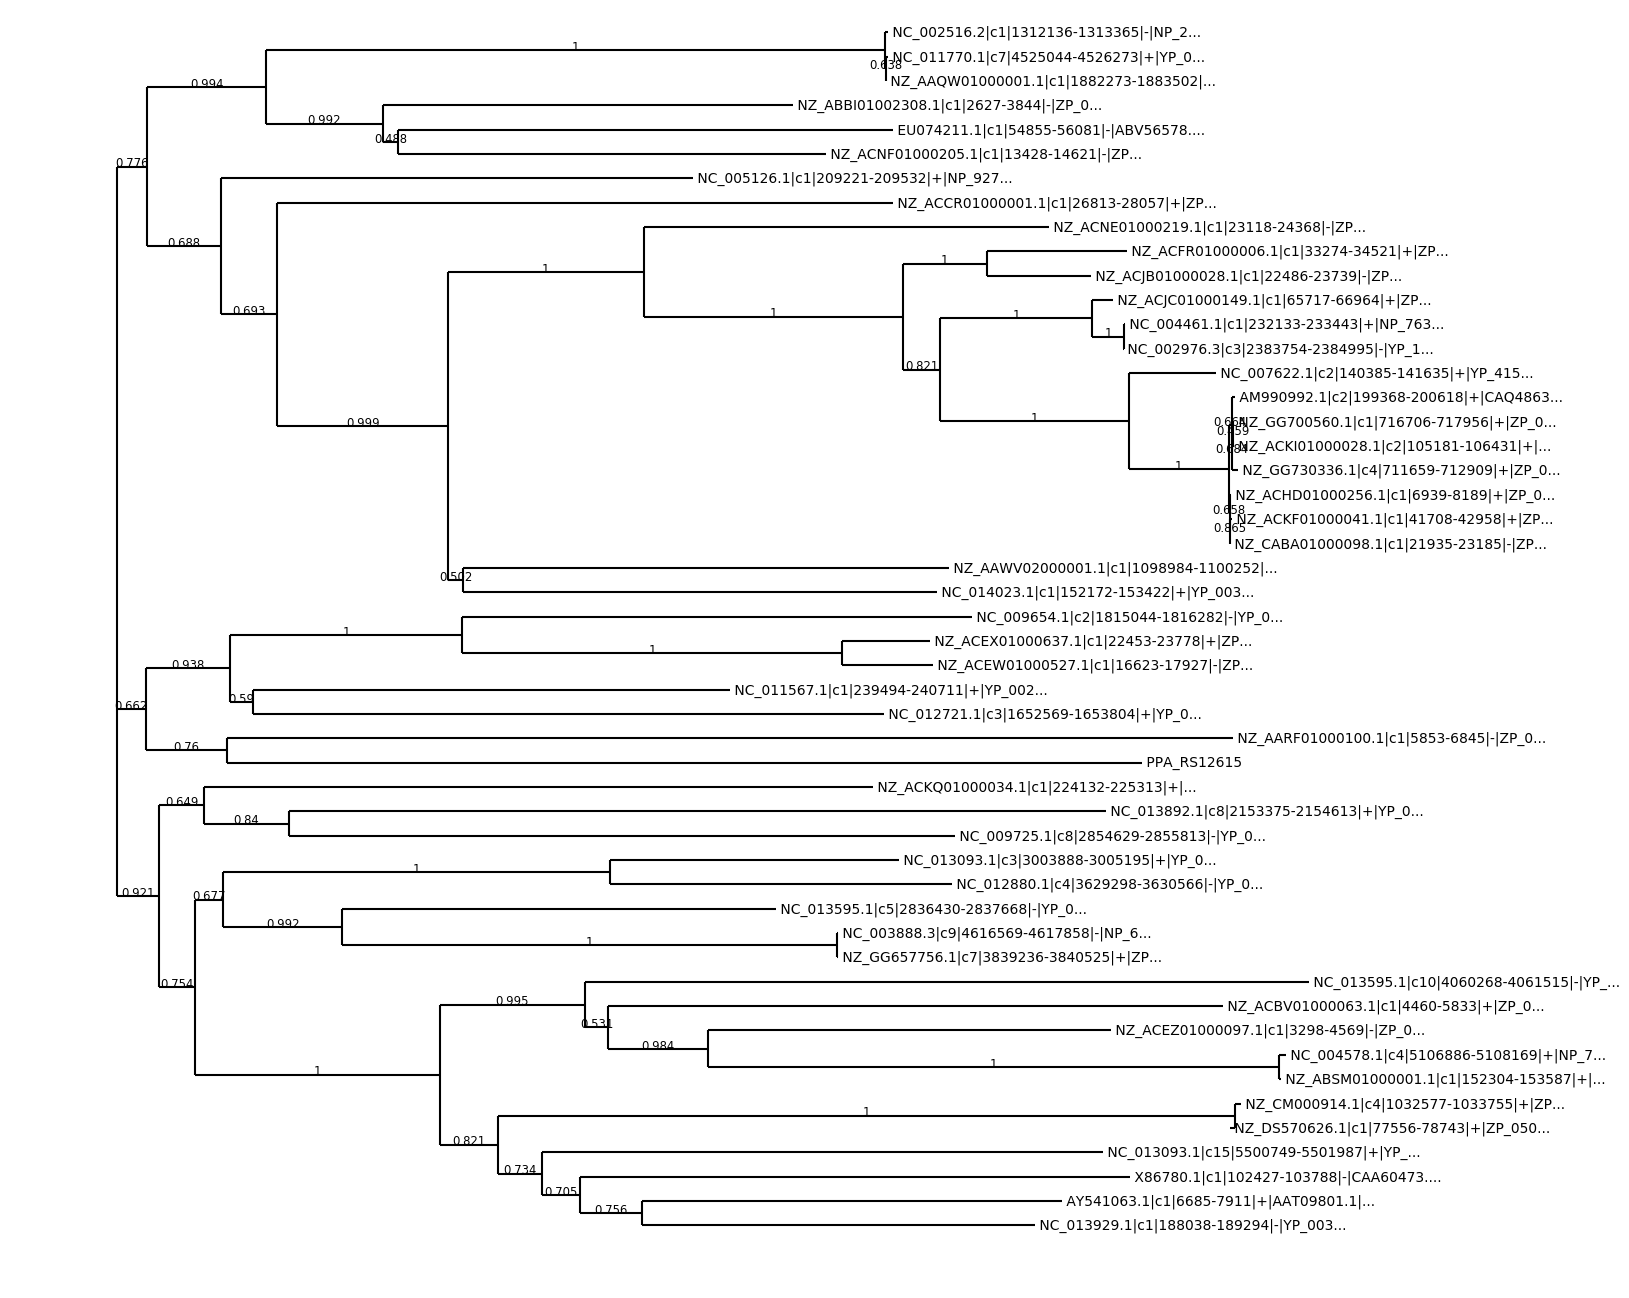 NC_002516.2|c1|1312136-1313365|-|NP_2...
1
NC_011770.1|c7|4525044-4526273|+|YP_0...
0.638
NZ_AAQW01000001.1|c1|1882273-1883502|...
0.994
NZ_ABBI01002308.1|c1|2627-3844|-|ZP_0...
0.992
EU074211.1|c1|54855-56081|-|ABV56578....
0.488
NZ_ACNF01000205.1|c1|13428-14621|-|ZP...
0.776
NC_005126.1|c1|209221-209532|+|NP_927...
NZ_ACCR01000001.1|c1|26813-28057|+|ZP...
NZ_ACNE01000219.1|c1|23118-24368|-|ZP...
0.688
NZ_ACFR01000006.1|c1|33274-34521|+|ZP...
1
1
NZ_ACJB01000028.1|c1|22486-23739|-|ZP...
NZ_ACJC01000149.1|c1|65717-66964|+|ZP...
0.693
1
1
NC_004461.1|c1|232133-233443|+|NP_763...
1
NC_002976.3|c3|2383754-2384995|-|YP_1...
0.821
NC_007622.1|c2|140385-141635|+|YP_415...
AM990992.1|c2|199368-200618|+|CAQ4863...
1
0.999
NZ_GG700560.1|c1|716706-717956|+|ZP_0...
NZ_ACKI01000028.1|c2|105181-106431|+|...
0.684
1
NZ_GG730336.1|c4|711659-712909|+|ZP_0...
NZ_ACHD01000256.1|c1|6939-8189|+|ZP_0...
0.658
NZ_ACKF01000041.1|c1|41708-42958|+|ZP...
0.865
NZ_CABA01000098.1|c1|21935-23185|-|ZP...
NZ_AAWV02000001.1|c1|1098984-1100252|...
0.502
NC_014023.1|c1|152172-153422|+|YP_003...
NC_009654.1|c2|1815044-1816282|-|YP_0...
1
NZ_ACEX01000637.1|c1|22453-23778|+|ZP...
1
NZ_ACEW01000527.1|c1|16623-17927|-|ZP...
0.938
NC_011567.1|c1|239494-240711|+|YP_002...
0.59
0.662
NC_012721.1|c3|1652569-1653804|+|YP_0...
NZ_AARF01000100.1|c1|5853-6845|-|ZP_0...
0.76
PPA_RS12615
NZ_ACKQ01000034.1|c1|224132-225313|+|...
0.649
NC_013892.1|c8|2153375-2154613|+|YP_0...
0.84
NC_009725.1|c8|2854629-2855813|-|YP_0...
NC_013093.1|c3|3003888-3005195|+|YP_0...
1
NC_012880.1|c4|3629298-3630566|-|YP_0...
0.921
0.677
NC_013595.1|c5|2836430-2837668|-|YP_0...
0.992
NC_003888.3|c9|4616569-4617858|-|NP_6...
1
NZ_GG657756.1|c7|3839236-3840525|+|ZP...
0.754
NC_013595.1|c10|4060268-4061515|-|YP_...
0.995
NZ_ACBV01000063.1|c1|4460-5833|+|ZP_0...
0.531
NZ_ACEZ01000097.1|c1|3298-4569|-|ZP_0...
0.984
NC_004578.1|c4|5106886-5108169|+|NP_7...
1
1
NZ_ABSM01000001.1|c1|152304-153587|+|...
NZ_CM000914.1|c4|1032577-1033755|+|ZP...
1
NZ_DS570626.1|c1|77556-78743|+|ZP_050...
0.821
NC_013093.1|c15|5500749-5501987|+|YP_...
0.734
X86780.1|c1|102427-103788|-|CAA60473....
0.705
AY541063.1|c1|6685-7911|+|AAT09801.1|...
0.756
NC_013929.1|c1|188038-189294|-|YP_003...